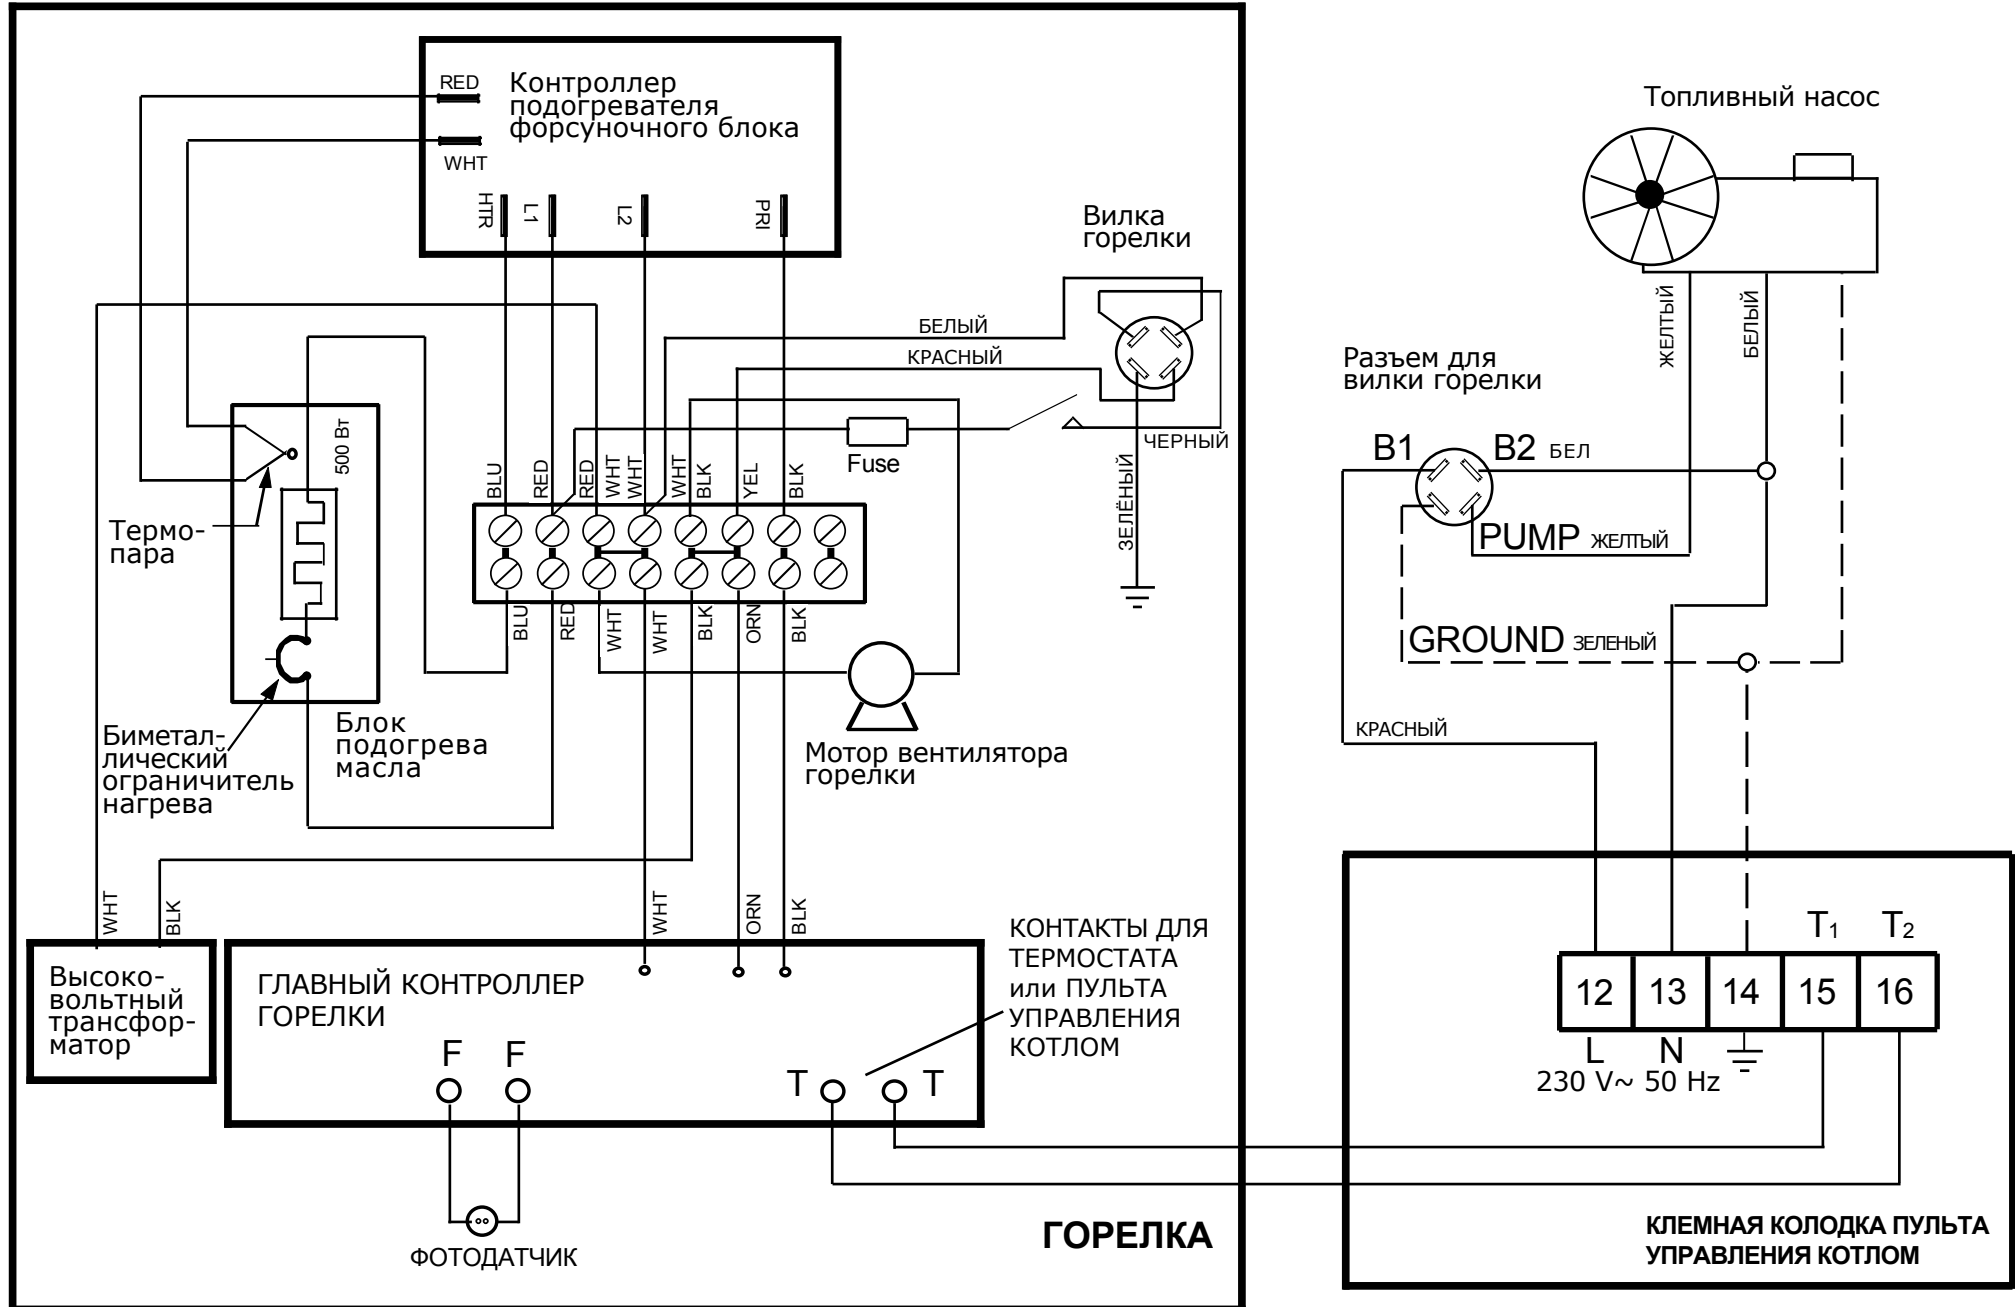 RED
WHT
Контроллер
подогревателя
форсуночного блока
HTR
L1
L2
PRI
Вилка
горелки
БЕЛЫЙ
КРАСНЫЙ
ЧЕРНЫЙ
ЗЕЛЁНЫЙ
Fuse
500 Вт
Термо-
пара
BLU
RED
RED
WHT
WHT
WHT
BLK
YEL
BLK
BLU
RED
WHT
WHT
BLK
ORN
BLK
Биметал-
лический
ограничитель
нагрева
Блок
подогрева
масла
Мотор вентилятора
горелки
WHT
BLK
WHT
ORN
BLK
Высоко-
вольтный
трансфор-
матор
ГЛАВНЫЙ КОНТРОЛЛЕР
ГОРЕЛКИ
F F
T T
КОНТАКТЫ ДЛЯ
ТЕРМОСТАТА
или ПУЛЬТА
УПРАВЛЕНИЯ
КОТЛОМ
ФОТОДАТЧИК
ГОРЕЛКА
Топливный насос
ЖЕЛТЫЙ
БЕЛЫЙ
Разъем для
вилки горелки
B1
B2 БЕЛ
PUMP ЖЕЛТЫЙ
GROUND ЗЕЛЕНЫЙ
КРАСНЫЙ
T1 T2
12 13 14 15 16
L N
230 V~ 50 Hz
КЛЕМНАЯ КОЛОДКА ПУЛЬТА
УПРАВЛЕНИЯ КОТЛОМ